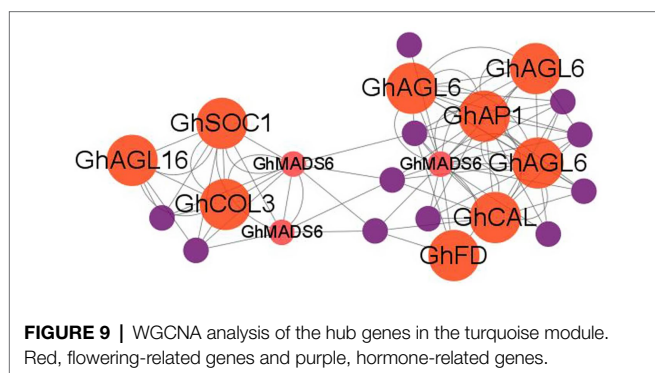 GhAGL6
GhAGL6
GhSOC1
GhAP1
GhAGL16
GhMADS6
GhMADS6
GhAGL6
GhCOL3
GhMADS6
GhCAL
GhFD
FIGURE 9 | WGCNA analysis of the hub genes in the turquoise module.
Red, flowering-related genes and purple, hormone-related genes.